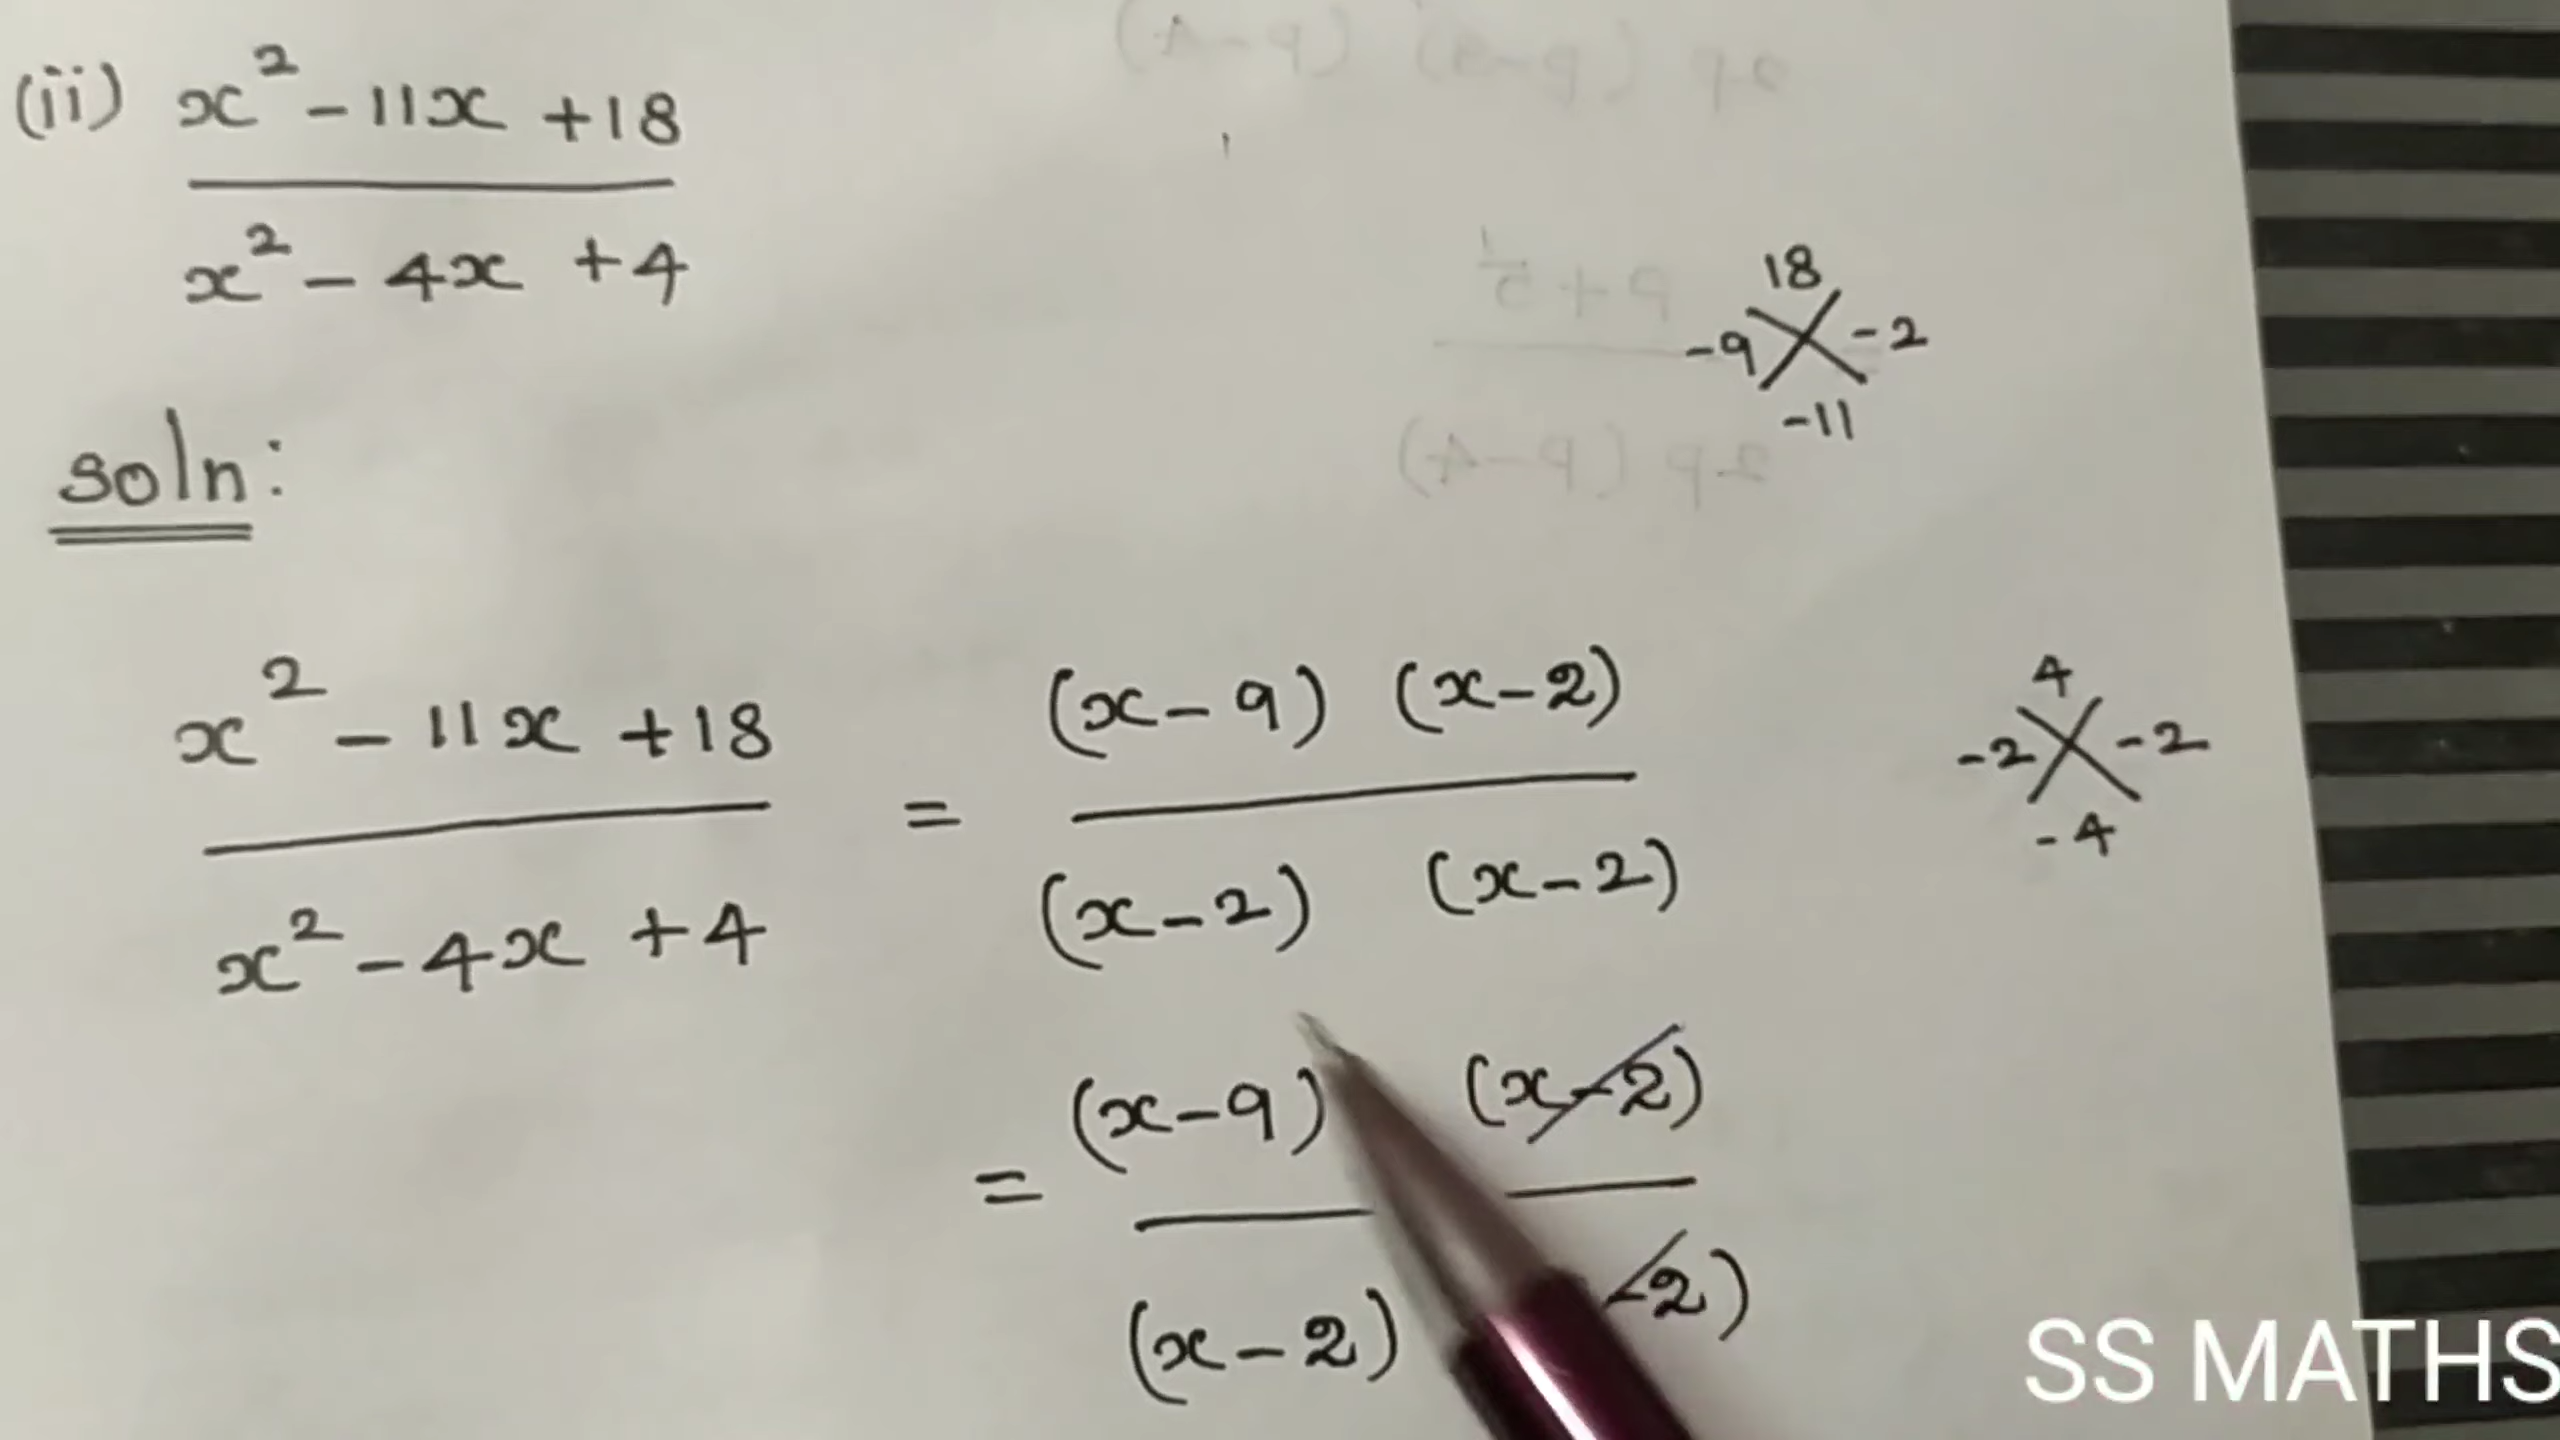 (ii) x² - 11x + 18
x² - 4x + 4
18
-9 -2
-11
soln:
x² - 11x + 18 = (x - 9) (x - 2)
x² - 4x + 4 (x - 2) (x - 2)
4
-2 -2
-4
= (x - 9) (x - 2)
(x - 2) - 2)
SS MATHS